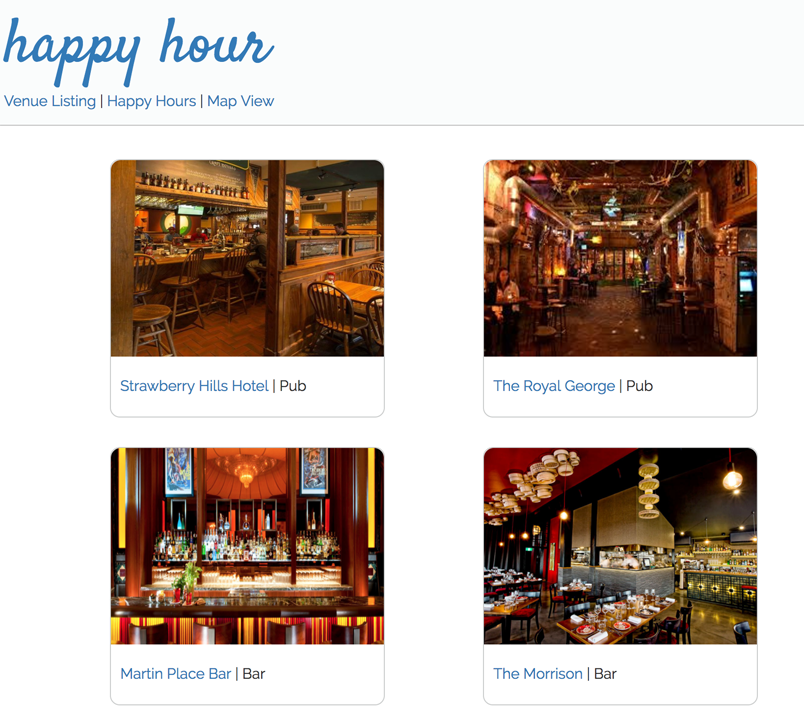 happy hour
Venue Listing | Happy Hours | Map View
Strawberry Hills Hotel | Pub
The Royal George | Pub
Martin Place Bar | Bar
The Morrison | Bar